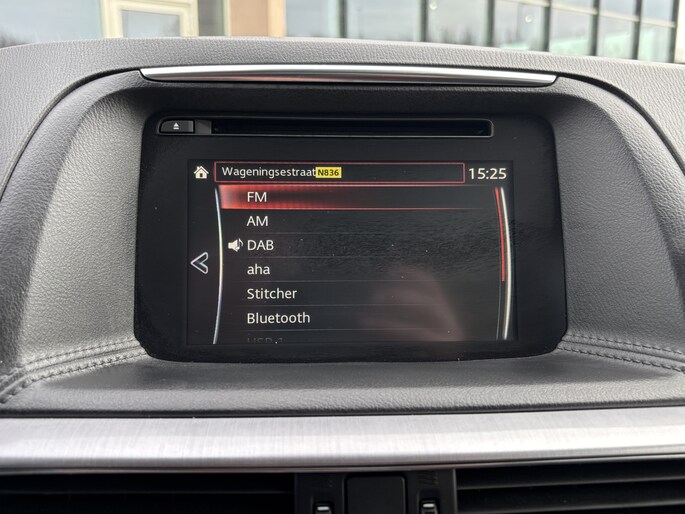 Wageningsestraat N836 15:25
FM
AM
DAB
aha
Stitcher
Bluetooth